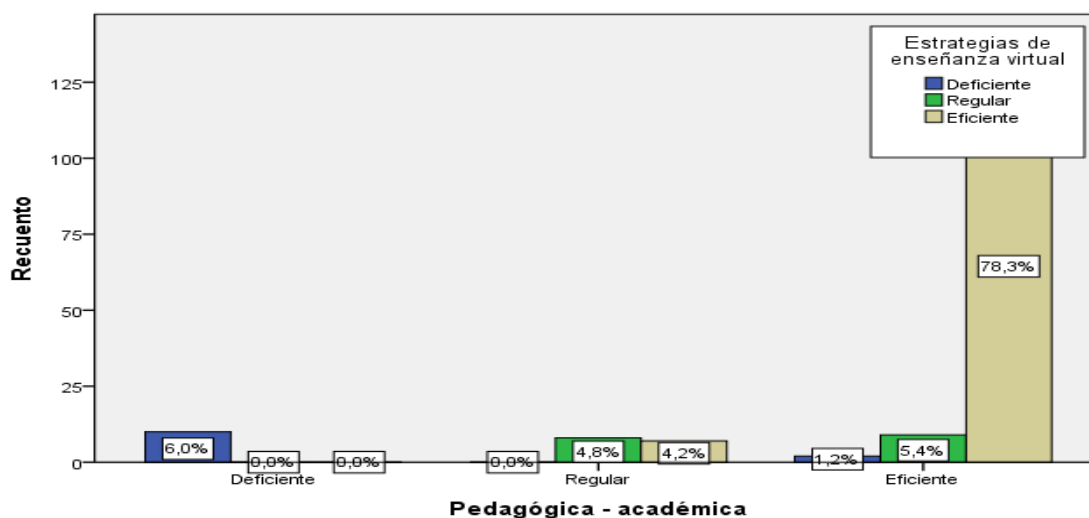 Estrategias de
enseñanza virtual
Deficiente
Regular
Eficiente
125
100
75
50
25
0
Recuento
6,0%
0,0%
0,0%
0,0%
4,8%
4,2%
1,2%
5,4%
78,3%
Deficiente
Regular
Eficiente
Pedagógica - académica